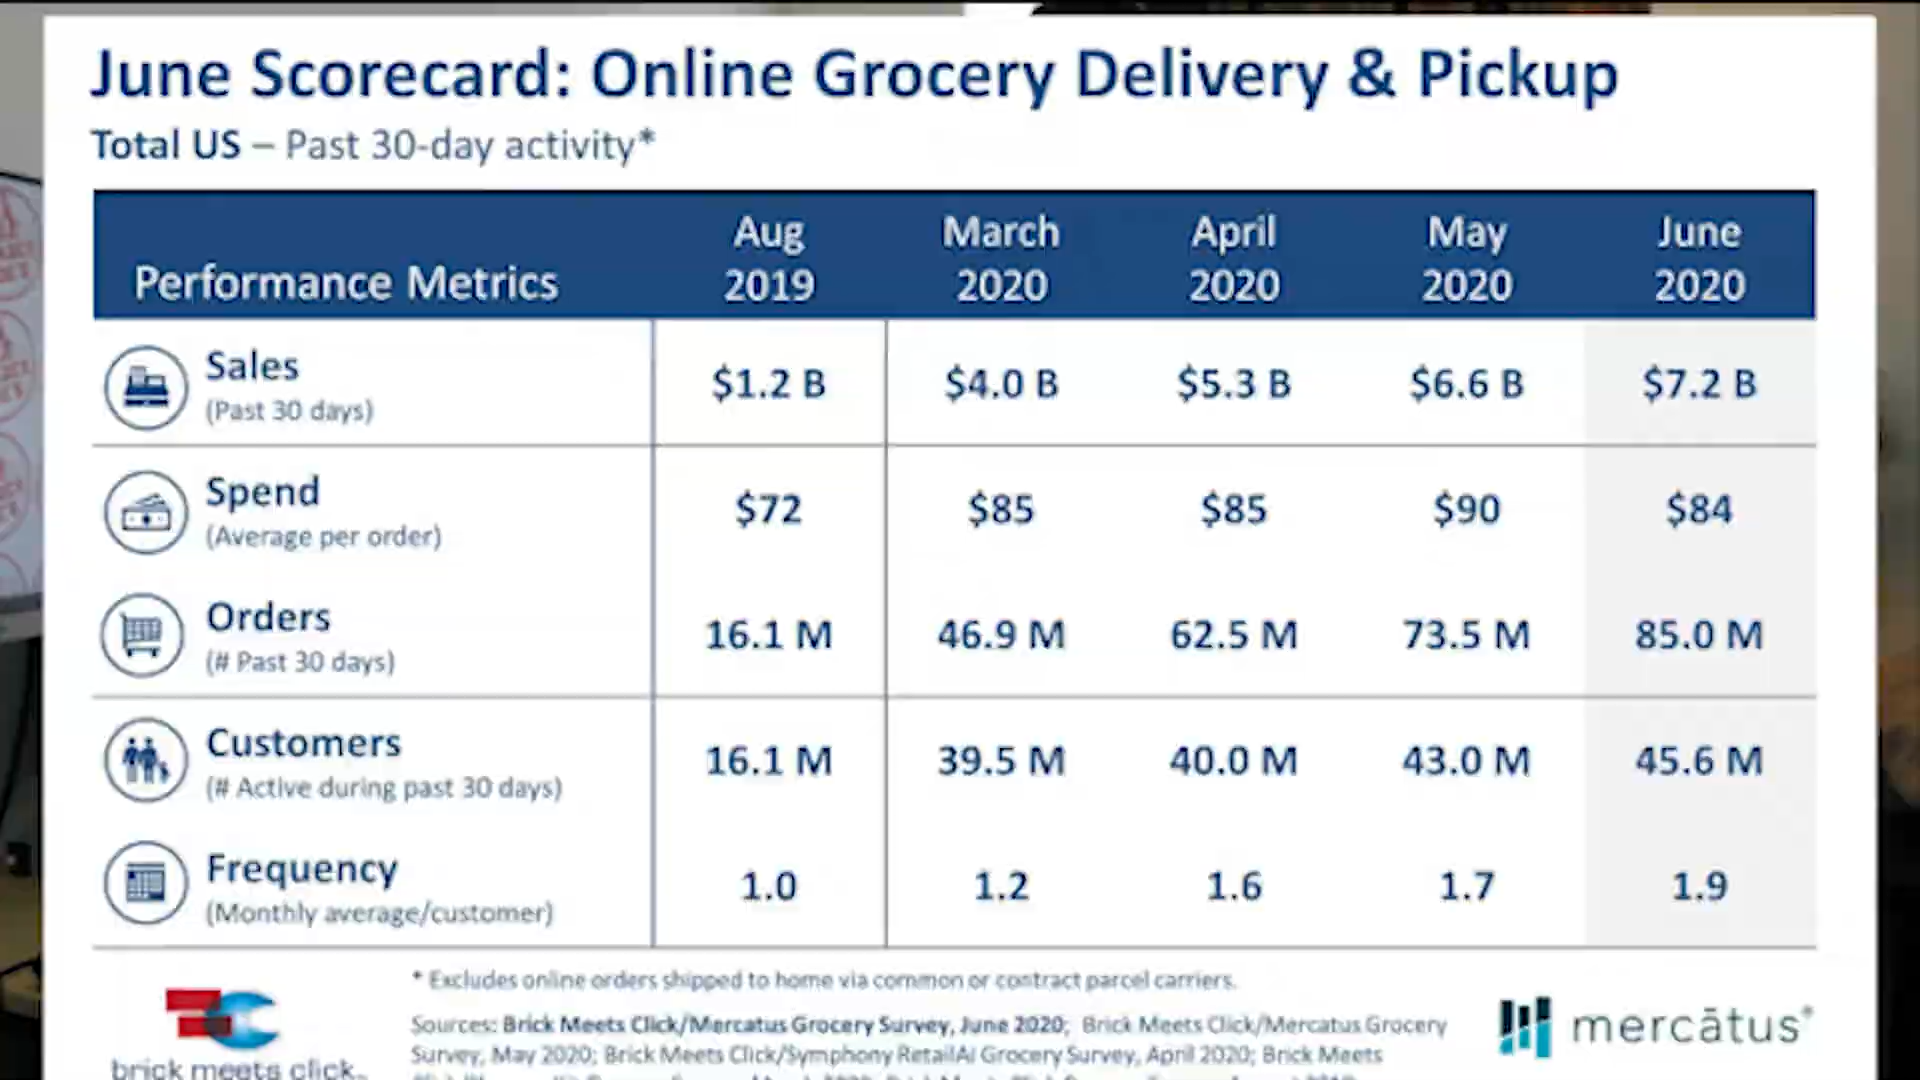 June Scorecard: Online Grocery Delivery & Pickup
Total US – Past 30-day activity*
Performance Metrics
Aug 2019
March 2020
April 2020
May 2020
June 2020
Sales
(Past 30 days)
$1.2 B
$4.0 B
$5.3 B
$6.6 B
$7.2 B
Spend
(Average per order)
$72
$85
$85
$90
$84
Orders
(# Past 30 days)
16.1 M
46.9 M
62.5 M
73.5 M
85.0 M
Customers
(# Active during past 30 days)
16.1 M
39.5 M
40.0 M
43.0 M
45.6 M
Frequency
(Monthly average/customer)
1.0
1.2
1.6
1.7
1.9
* Excludes online orders shipped to home via common or contract parcel carriers.
Sources: Brick Meets Click/Mercatus Grocery Survey, June 2020; Brick Meets Click/Mercatus Grocery
Survey, May 2020; Brick Meets Click/Symphony RetailAI Grocery Survey, April 2020; Brick Meets
brick meets click
mercātus